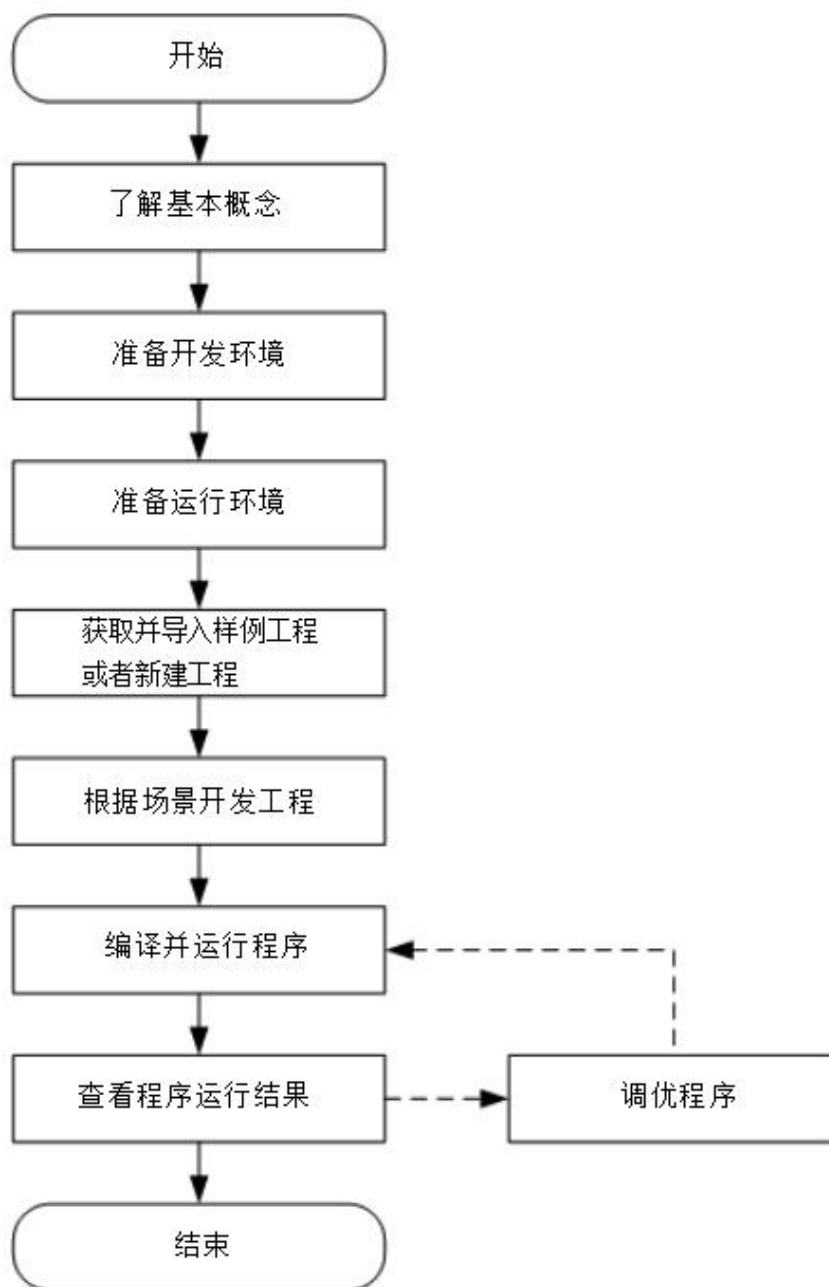 开始
了解基本概念
准备开发环境
准备运行环境
获取并导入样例工程
或者新建工程
根据场景开发工程
编译并运行程序
查看程序运行结果
调优程序
结束